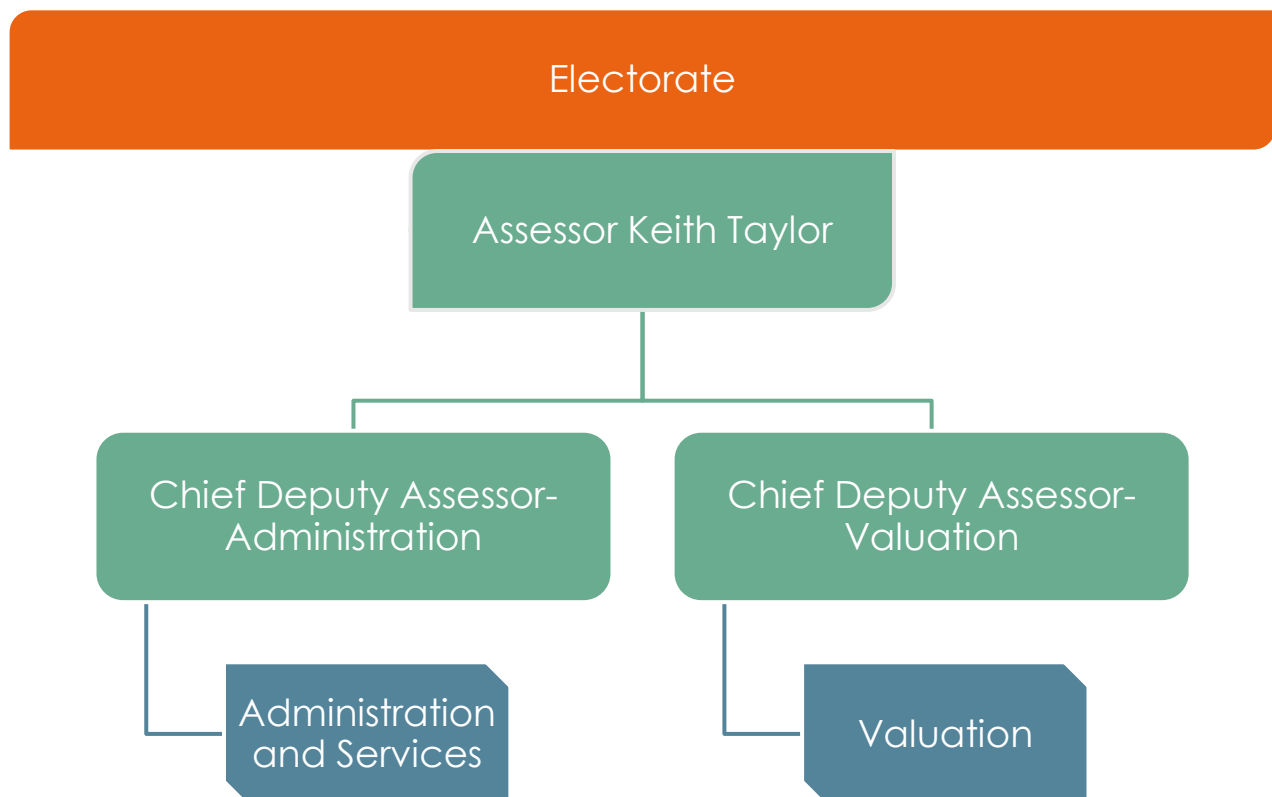 Electorate
Assessor Keith Taylor
Chief Deputy Assessor-
Administration
Chief Deputy Assessor-
Valuation
Administration
and Services
Valuation